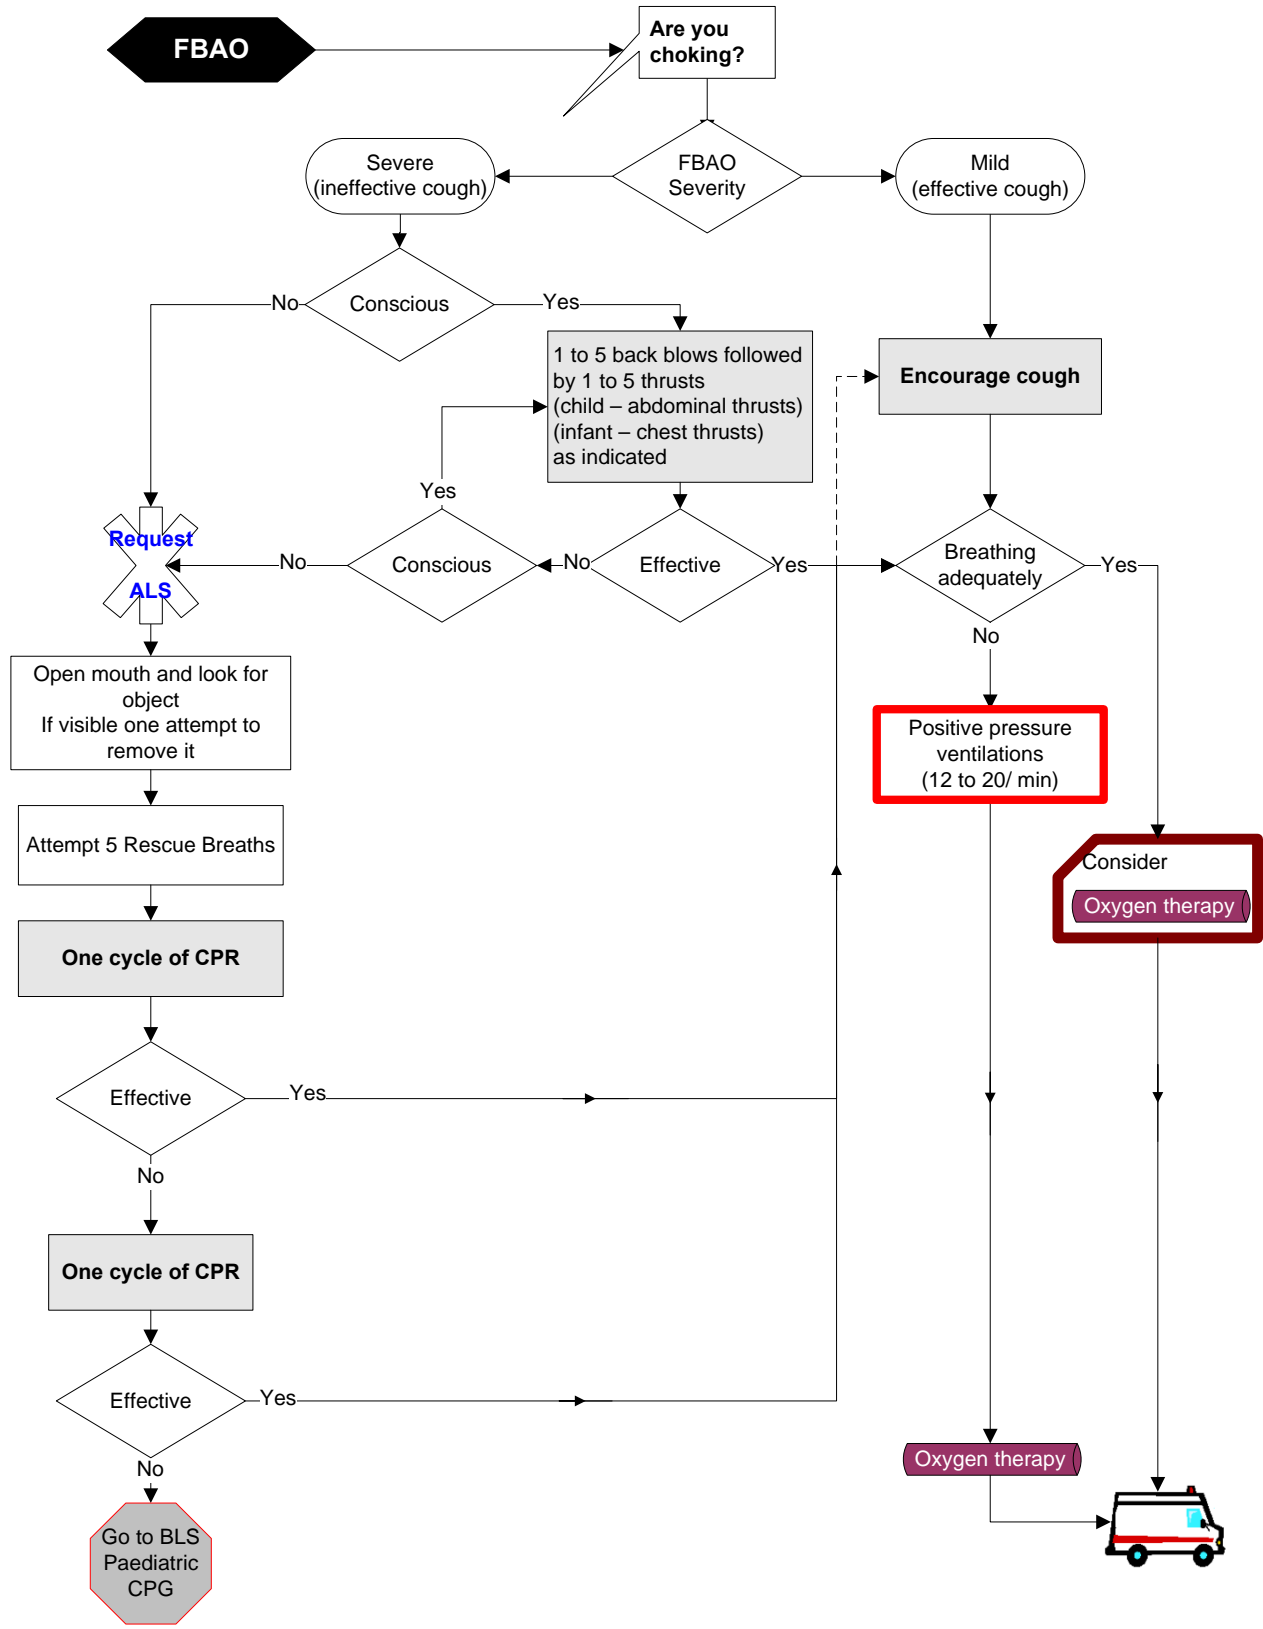 FBAO
Are you
choking?
Severe
(ineffective cough)
FBAO
Severity
Mild
(effective cough)
No
Conscious
Yes
1 to 5 back blows followed
by 1 to 5 thrusts
(child – abdominal thrusts)
(infant – chest thrusts)
as indicated
Encourage cough
Yes
Request
ALS
No
Conscious
No
Effective
Yes
Breathing
adequately
Yes
No
Open mouth and look for
object
If visible one attempt to
remove it
Positive pressure
ventilations
(12 to 20/ min)
Attempt 5 Rescue Breaths
Consider
Oxygen therapy
One cycle of CPR
Effective
Yes
No
One cycle of CPR
Effective
Yes
No
Oxygen therapy
Go to BLS
Paediatric
CPG